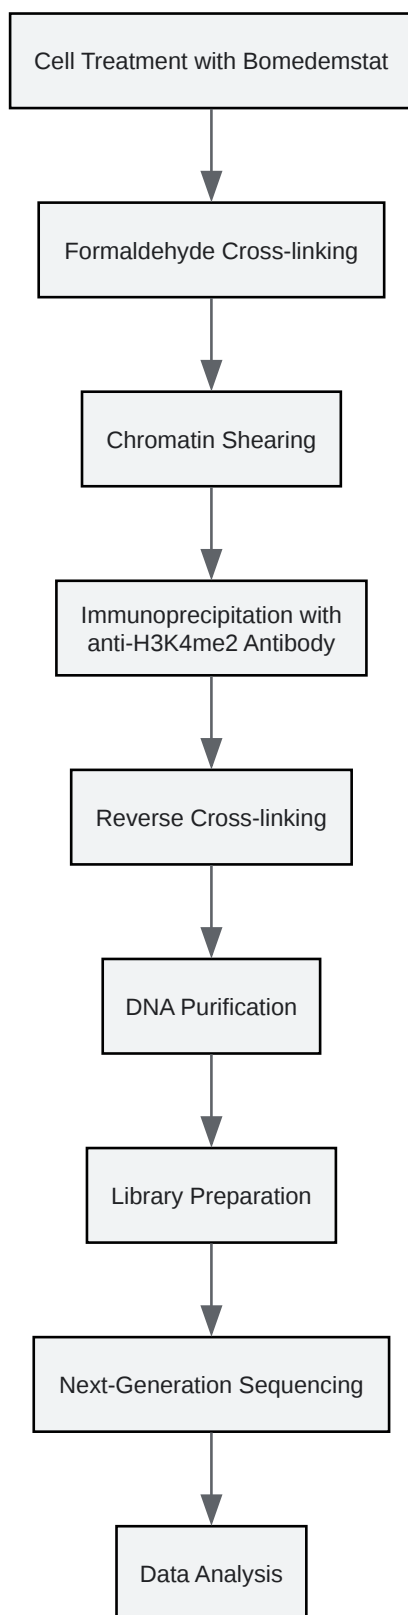 Cell Treatment with Bomedemstat
Formaldehyde Cross-linking
Chromatin Shearing
Immunoprecipitation with
anti-H3K4me2 Antibody
Reverse Cross-linking
DNA Purification
Library Preparation
Next-Generation Sequencing
Data Analysis